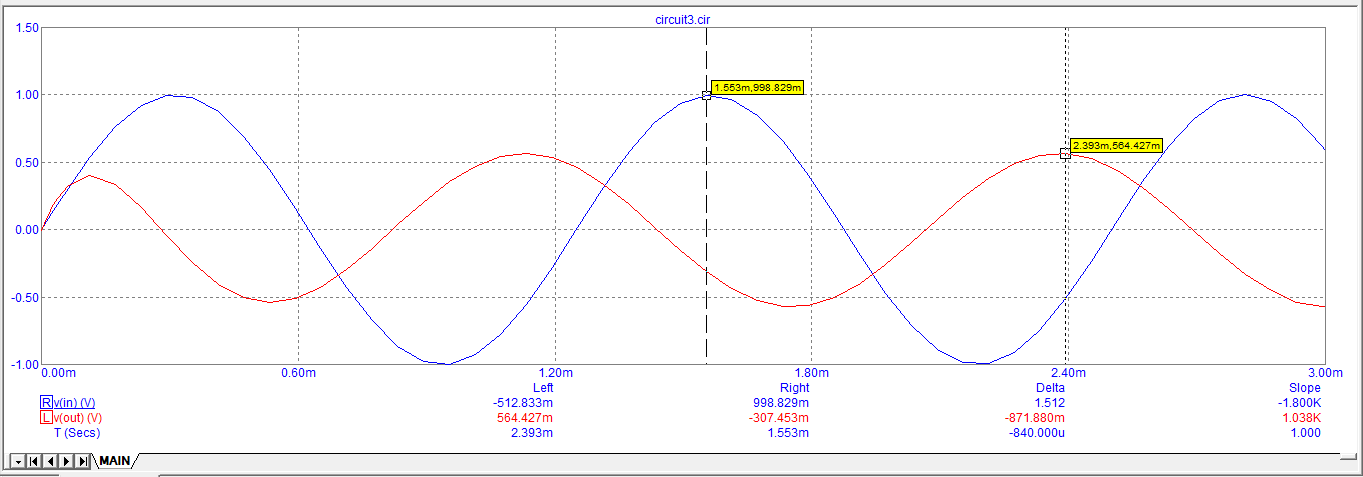 circuit3.cir
1.50
1.00
1.553m,998.829m
0.50
2.393m,564.427m
0.00
-0.50
-1.00
0.00m 0.60m 1.20m 1.80m 2.40m 3.00m
Left Right Delta Slope
R v(in) (V) -512.833m 998.829m 1.512 -1.800K
L v(out) (V) 564.427m -307.453m -871.880m 1.038K
T (Secs) 2.393m 1.553m -840.000u 1.000
MAIN